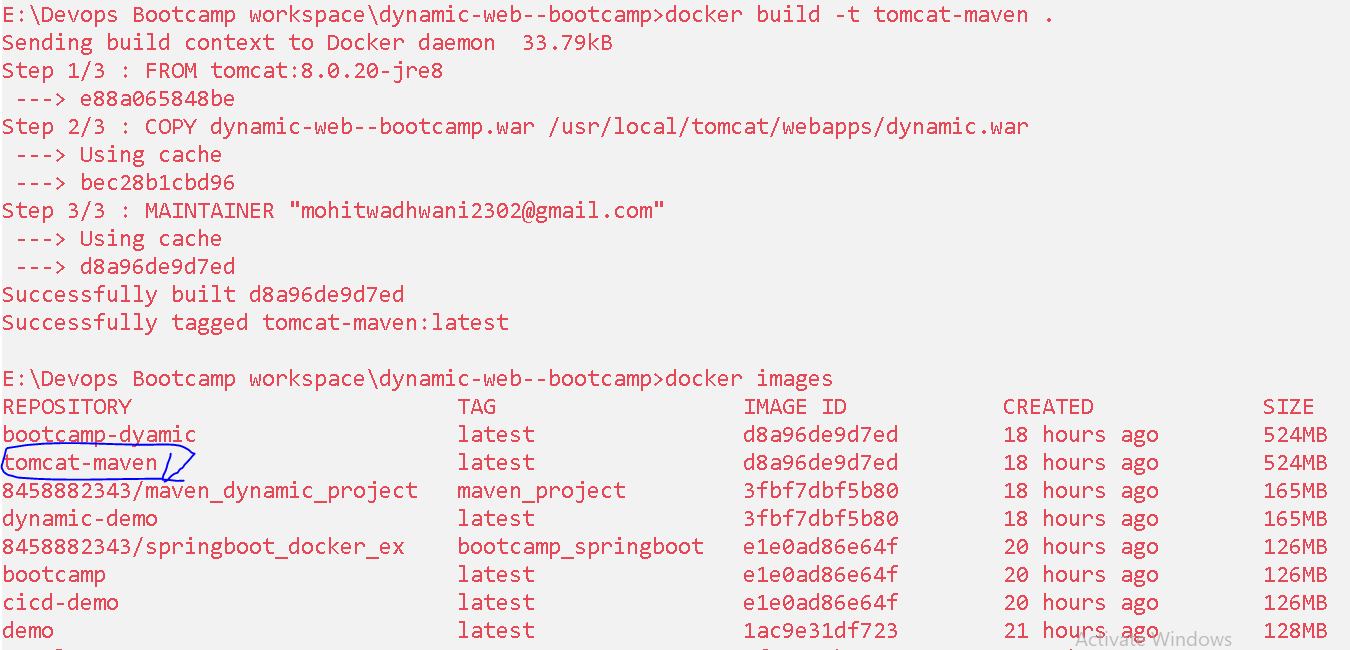 E:\Devops Bootcamp workspace\dynamic-web--bootcamp>docker build -t tomcat-maven .
Sending build context to Docker daemon  33.79kB
Step 1/3 : FROM tomcat:8.0.20-jre8
 ---> e88a065848be
Step 2/3 : COPY dynamic-web--bootcamp.war /usr/local/tomcat/webapps/dynamic.war
 ---> Using cache
 ---> bec28b1cbd96
Step 3/3 : MAINTAINER "mohitwadhwani2302@gmail.com"
 ---> Using cache
 ---> d8a96de9d7ed
Successfully built d8a96de9d7ed
Successfully tagged tomcat-maven:latest
E:\Devops Bootcamp workspace\dynamic-web--bootcamp>docker images
REPOSITORY TAG IMAGE ID CREATED SIZE
bootcamp-dyamic latest d8a96de9d7ed 18 hours ago 524MB
tomcat-maven latest d8a96de9d7ed 18 hours ago 524MB
8458882343/maven_dynamic_project maven_project 3fbf7dbf5b80 18 hours ago 165MB
dynamic-demo latest 3fbf7dbf5b80 18 hours ago 165MB
8458882343/springboot_docker_ex bootcamp_springboot e1e0ad86e64f 20 hours ago 126MB
bootcamp latest e1e0ad86e64f 20 hours ago 126MB
cicd-demo latest e1e0ad86e64f 20 hours ago 126MB
demo latest 1ac9e31df723 21 hours ago 128MB
Activate Windows